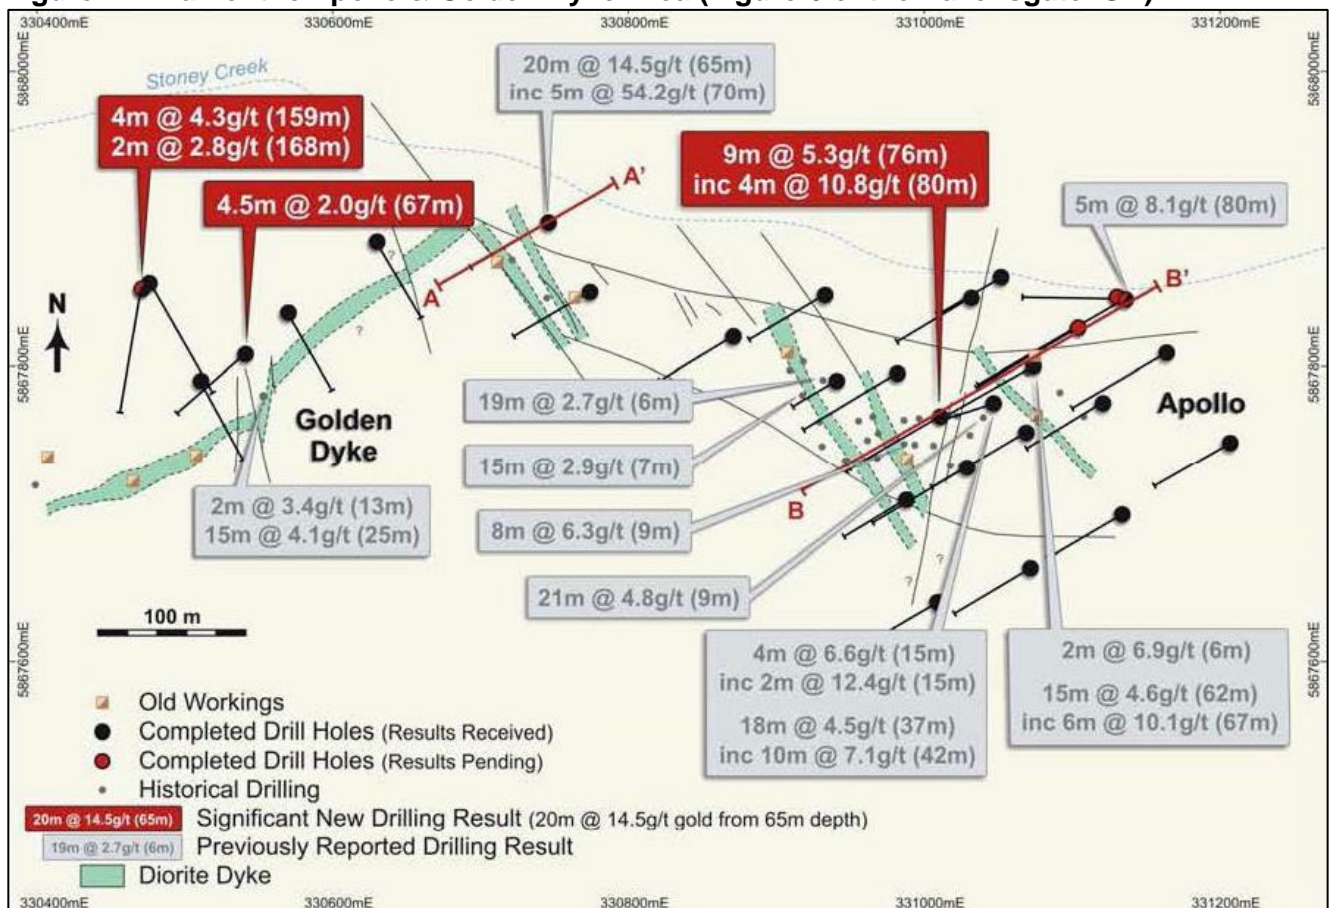 330400mE
330600mE
330800mE
331000mE
331200mE
5868000mE
5868000mE
Stoney Creek
20m @ 14.5g/t (65m)
inc 5m @ 54.2g/t (70m)
4m @ 4.3g/t (159m)
2m @ 2.8g/t (168m)
9m @ 5.3g/t (76m)
inc 4m @ 10.8g/t (80m)
A'
4.5m @ 2.0g/t (67m)
5m @ 8.1g/t (80m)
?
A
B'
N
?
5867800mE
5867800mE
19m @ 2.7g/t (6m)
Apollo
Golden
Dyke
15m @ 2.9g/t (7m)
B
2m @ 3.4g/t (13m)
15m @ 4.1g/t (25m)
8m @ 6.3g/t (9m)
?
?
21m @ 4.8g/t (9m)
100 m
5867600mE
5867600mE
4m @ 6.6g/t (15m)
inc 2m @ 12.4g/t (15m)
18m @ 4.5g/t (37m)
inc 10m @ 7.1g/t (42m)
2m @ 6.9g/t (6m)
15m @ 4.6g/t (62m)
inc 6m @ 10.1g/t (67m)
Old Workings
Completed Drill Holes (Results Received)
Completed Drill Holes (Results Pending)
Historical Drilling
20m @ 14.5g/t (65m) Significant New Drilling Result (20m @ 14.5g/t gold from 65m depth)
19m @ 2.7g/t (6m) Previously Reported Drilling Result
Diorite Dyke
330400mE
330600mE
330800mE
331000mE
331200mE